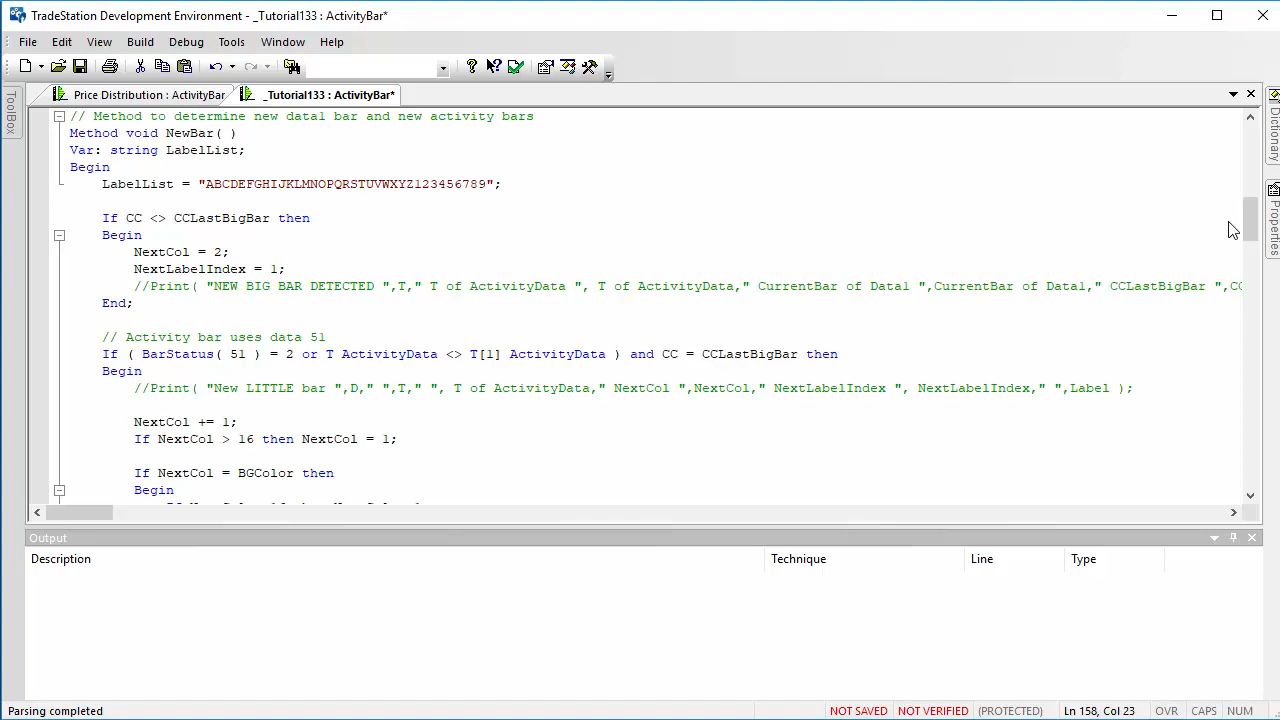 TradeStation Development Environment - _Tutorial133 : ActivityBar*
File Edit View Build Debug Tools Window Help
Price Distribution : ActivityBar _Tutorial133 : ActivityBar*
ToolBox
Dictionary
Properties
// Method to determine new data1 bar and new activity bars
Method void NewBar( )
Var: string LabelList;
Begin
LabelList = "ABCDEFGHIJKLMNOPQRSTUVWXYZ123456789";
If CC <> CCLastBigBar then
Begin
NextCol = 2;
NextLabelIndex = 1;
//Print( "NEW BIG BAR DETECTED ",T," T of ActivityData ", T of ActivityData," CurrentBar of Data1 ",CurrentBar of Data1," CCLastBigBar ",CC
End;
// Activity bar uses data 51
If ( BarStatus( 51 ) = 2 or T ActivityData <> T[1] ActivityData ) and CC = CCLastBigBar then
Begin
//Print( "New LITTLE bar ",D," ",T," ", T of ActivityData," NextCol ",NextCol," NextLabelIndex ", NextLabelIndex," ",Label );
NextCol += 1;
If NextCol > 16 then NextCol = 1;
If NextCol = BGColor then
Begin
Output
Description Technique Line Type
Parsing completed NOT SAVED NOT VERIFIED (PROTECTED) Ln 158, Col 23 OVR CAPS NUM